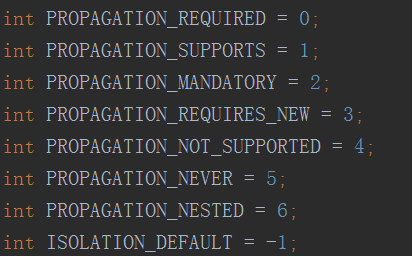 int PROPAGATION_REQUIRED = 0;
int PROPAGATION_SUPPORTS = 1;
int PROPAGATION_MANDATORY = 2;
int PROPAGATION_REQUIRES_NEW = 3;
int PROPAGATION_NOT_SUPPORTED = 4;
int PROPAGATION_NEVER = 5;
int PROPAGATION_NESTED = 6;
int ISOLATION_DEFAULT = -1;